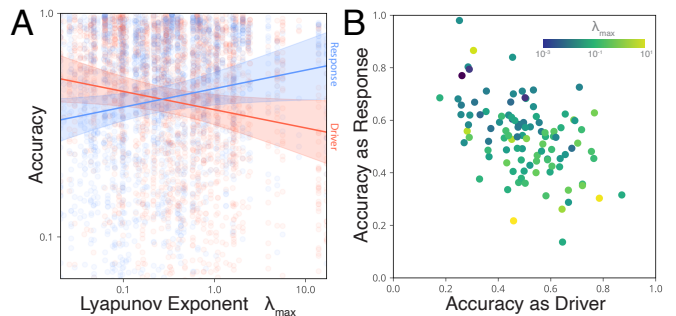 A
1.0
0.1
Accuracy
Response
Driver
0.1
1.0
10.0
Lyapunov Exponent λmax
B
1.0
0.8
0.6
0.4
0.2
0.0
Accuracy as Response
λmax
10⁻³
10⁻¹
10¹
0.0
0.2
0.4
0.6
0.8
1.0
Accuracy as Driver